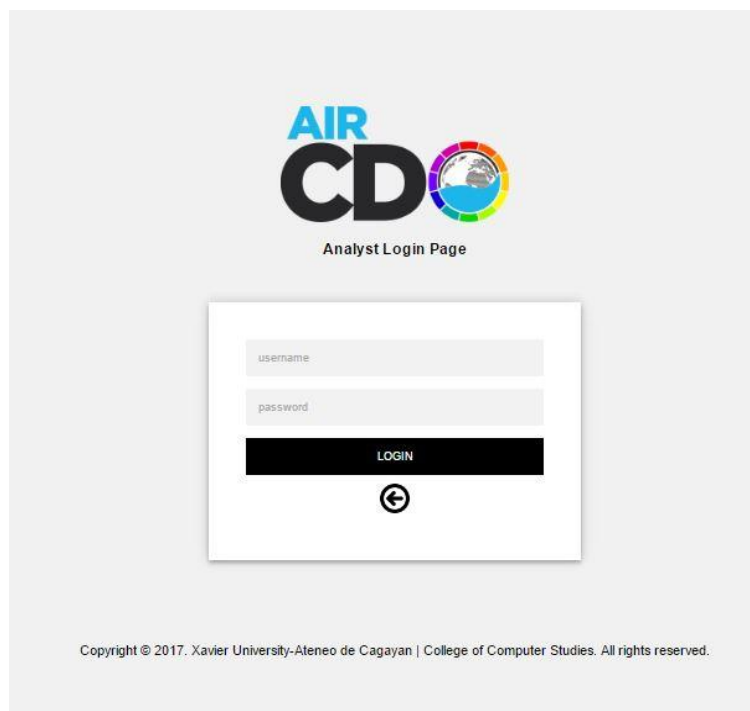 AIR
CDO
Analyst Login Page
username
password
LOGIN
Copyright © 2017. Xavier University-Ateneo de Cagayan | College of Computer Studies. All rights reserved.